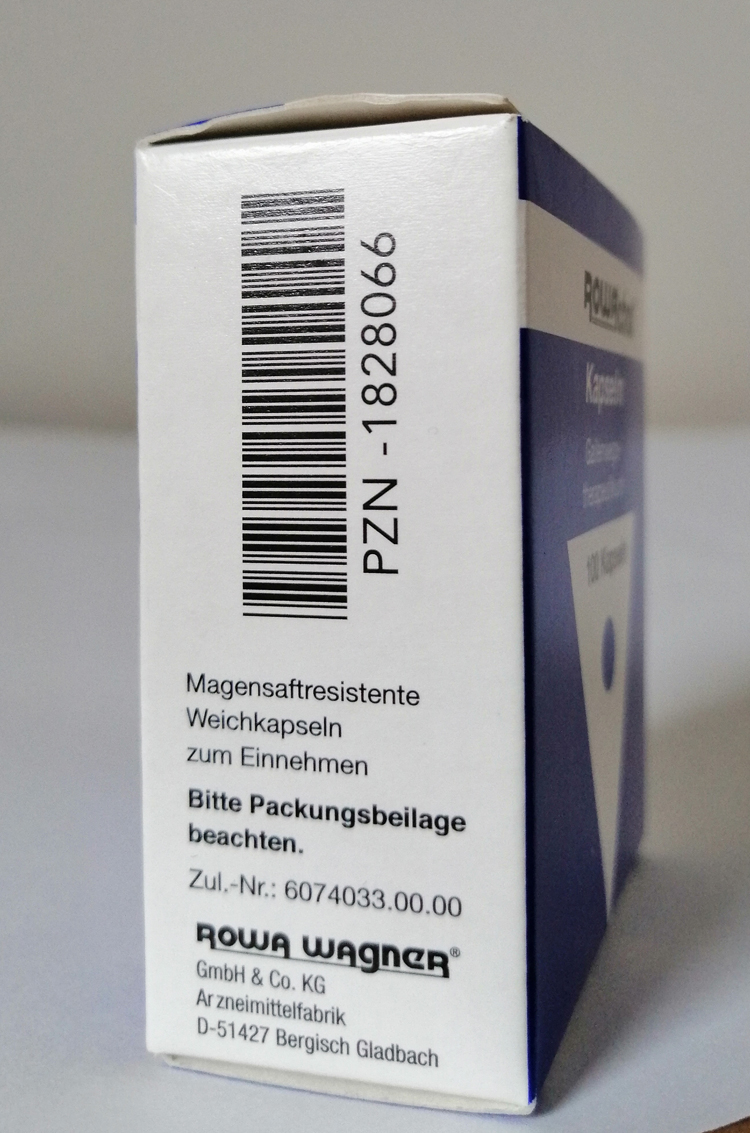 PZN -1828066
Magensaftresistente
Weichkapseln
zum Einnehmen
Bitte Packungsbeilage
beachten.
Zul.-Nr.: 6074033.00.00
ROWA WAGNER®
GmbH & Co. KG
Arzneimittelfabrik
D-51427 Bergisch Gladbach
ROWAchol
Kapseln
100 Kapseln